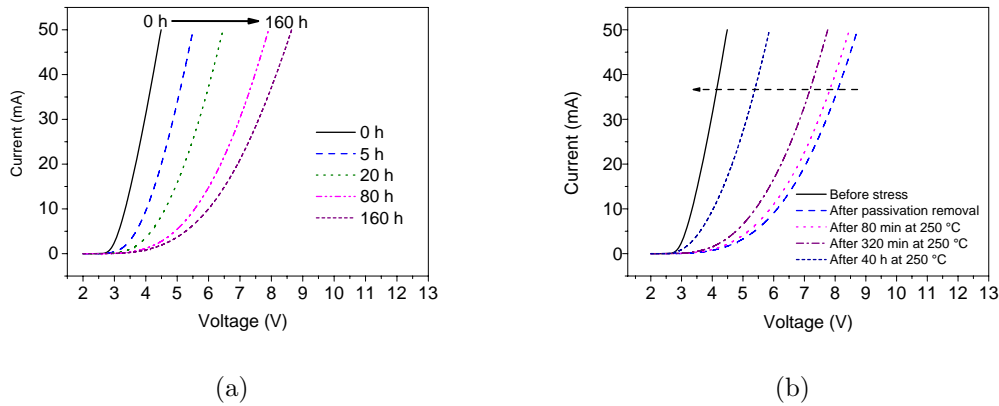 0 h 160 h
50
40
30
20
10
0
Current (mA)
0 h
5 h
20 h
80 h
160 h
2 3 4 5 6 7 8 9 10 11 12 13
Voltage (V)
(a)
50
40
30
20
10
0
Current (mA)
Before stress
After passivation removal
After 80 min at 250 °C
After 320 min at 250 °C
After 40 h at 250 °C
2 3 4 5 6 7 8 9 10 11 12 13
Voltage (V)
(b)